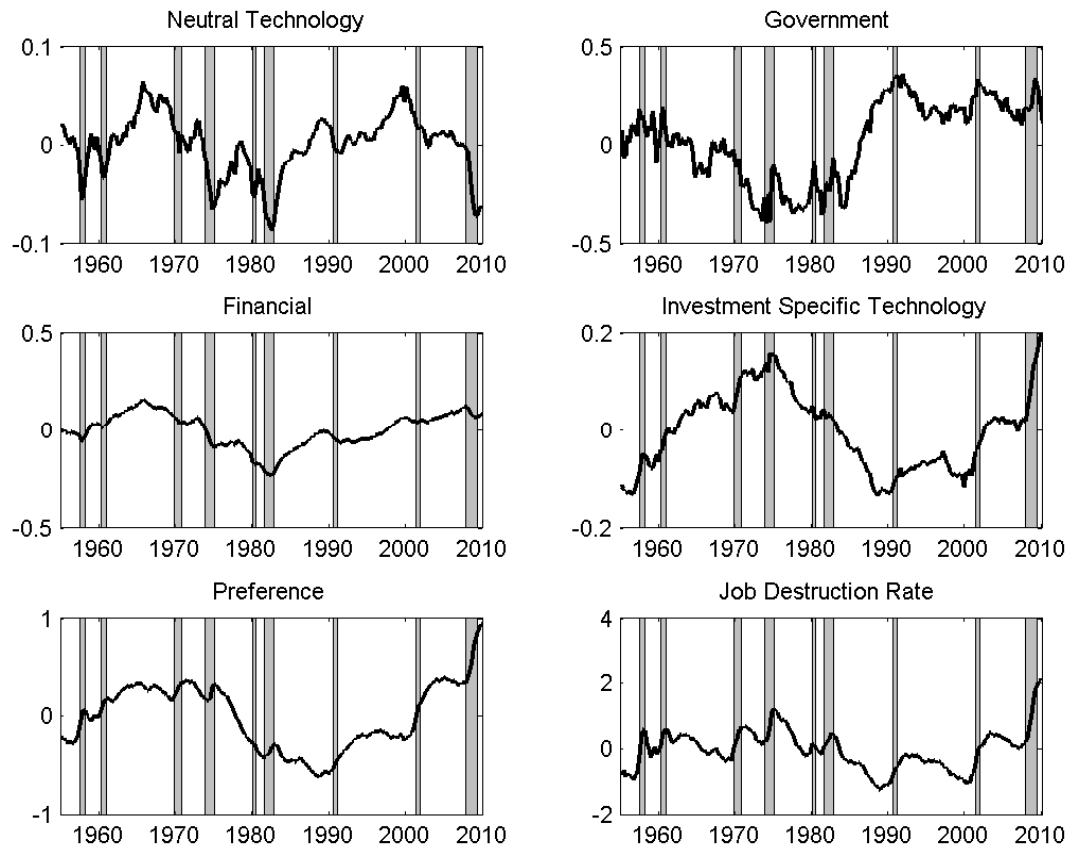 Neutral Technology
0.1
0
-0.1
1960 1970 1980 1990 2000 2010
Government
0.5
0
-0.5
1960 1970 1980 1990 2000 2010
Financial
0.5
0
-0.5
1960 1970 1980 1990 2000 2010
Investment Specific Technology
0.2
0
-0.2
1960 1970 1980 1990 2000 2010
Preference
1
0
-1
1960 1970 1980 1990 2000 2010
Job Destruction Rate
4
2
0
-2
1960 1970 1980 1990 2000 2010